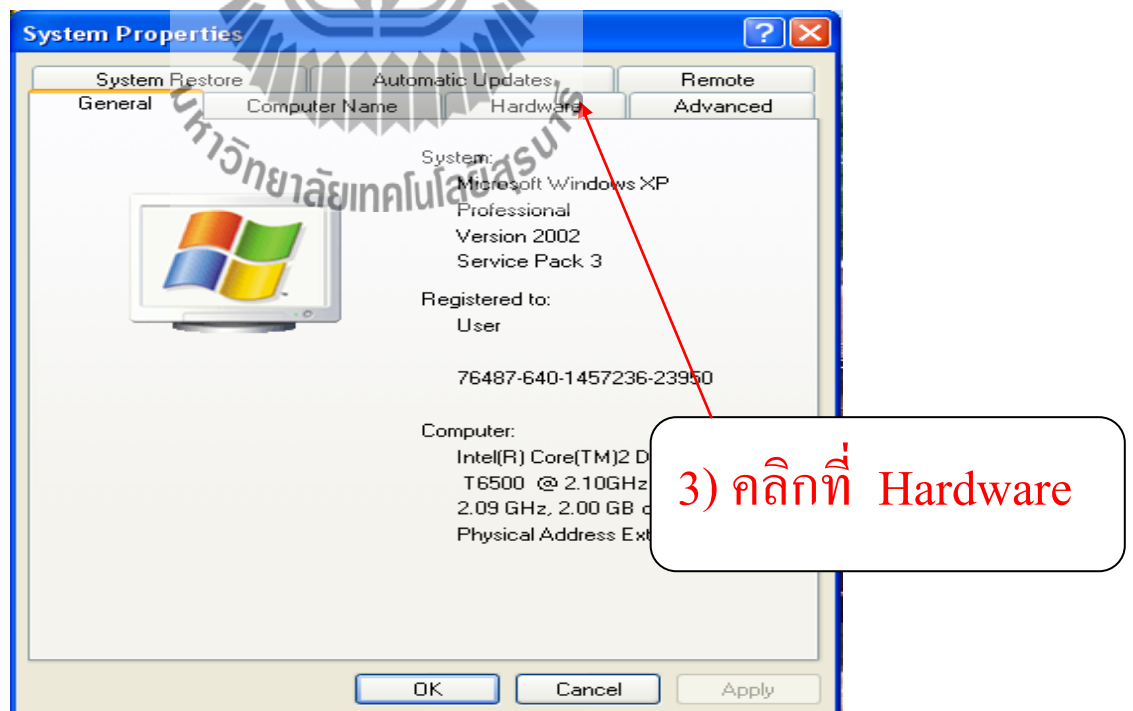 System Properties
System Restore Automatic Updates Remote
General Computer Name Hardware Advanced
มหาวิทยาลัยเทคโนโลยีสุรนารี
System:
Microsoft Windows XP
Professional
Version 2002
Service Pack 3
Registered to:
User
76487-640-1457236-23950
Computer:
Intel(R) Core(TM)2 D
T6500 @ 2.10GHz
2.09 GHz, 2.00 GB
Physical Address
3) คลิกที่ Hardware
OK Cancel Apply